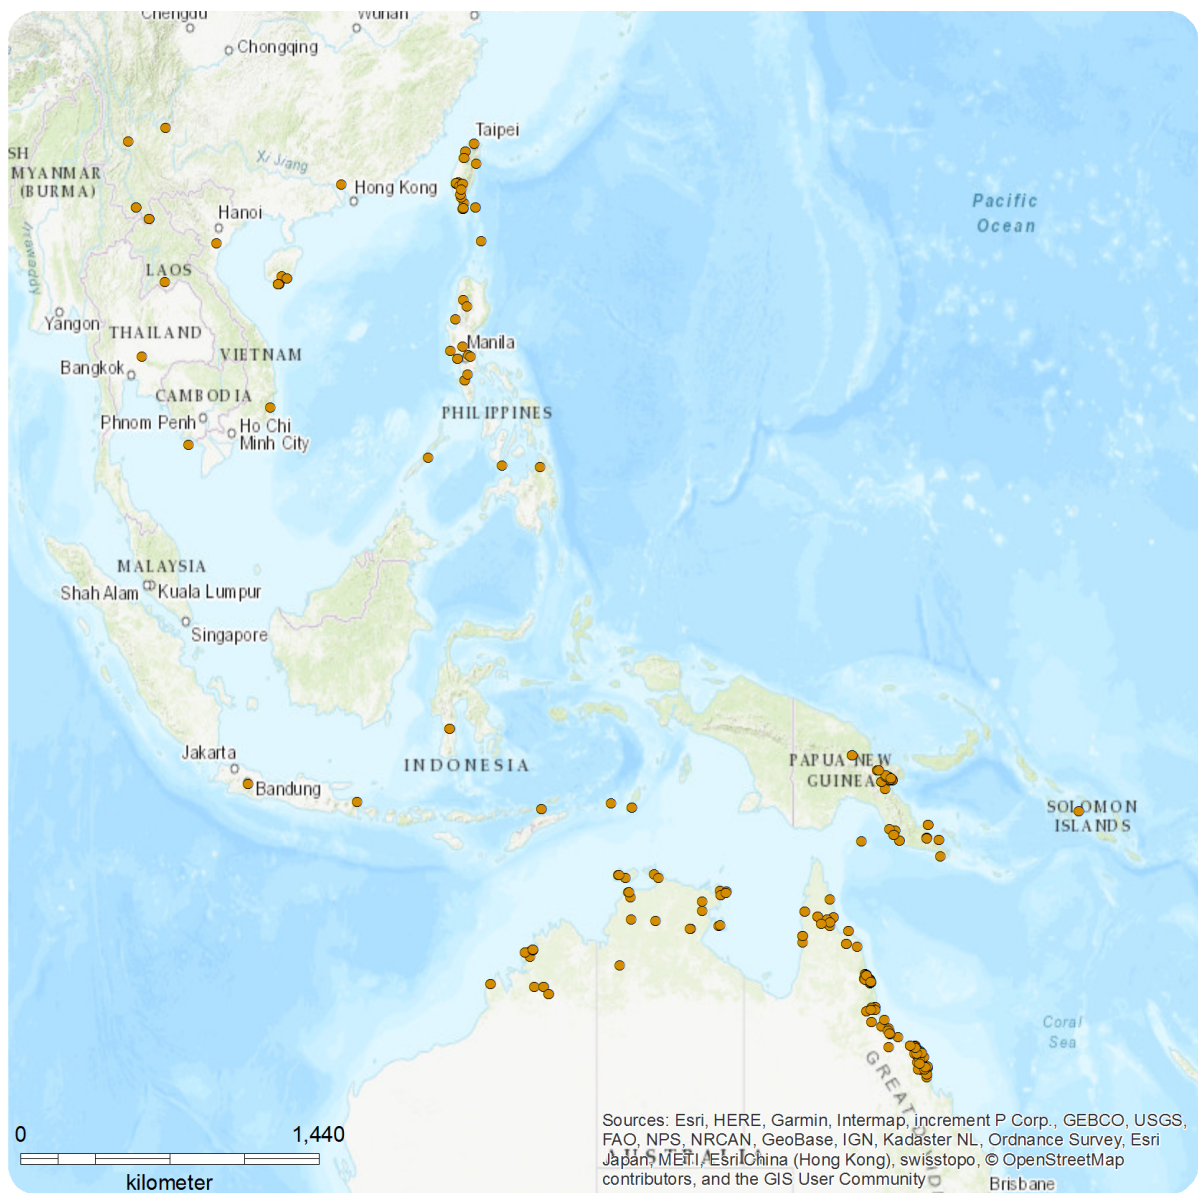 Chengdu
Wuhan
Chongqing
Taipei
SH
MYANMAR
(BURMA)
Xi Jiang
Hong Kong
Pacific
Ocean
Hanoi
Irrawaddy
LAOS
Yangon
THAILAND
Manila
VIETNAM
Bangkok
CAMBODIA
PHILIPPINES
Phnom Penh
Ho Chi
Minh City
MALAYSIA
Shah Alam
Kuala Lumpur
Singapore
Jakarta
INDONESIA
PAPUA NEW
GUINEA
Bandung
SOLOMON
ISLANDS
Coral
Sea
GREAT DIVID
AUSTRALIA
0
1,440
kilometer
Sources: Esri, HERE, Garmin, Intermap, increment P Corp., GEBCO, USGS,
FAO, NPS, NRCAN, GeoBase, IGN, Kadaster NL, Ordnance Survey, Esri
Japan, METI, Esri China (Hong Kong), swisstopo, © OpenStreetMap
contributors, and the GIS User Community
Brisbane